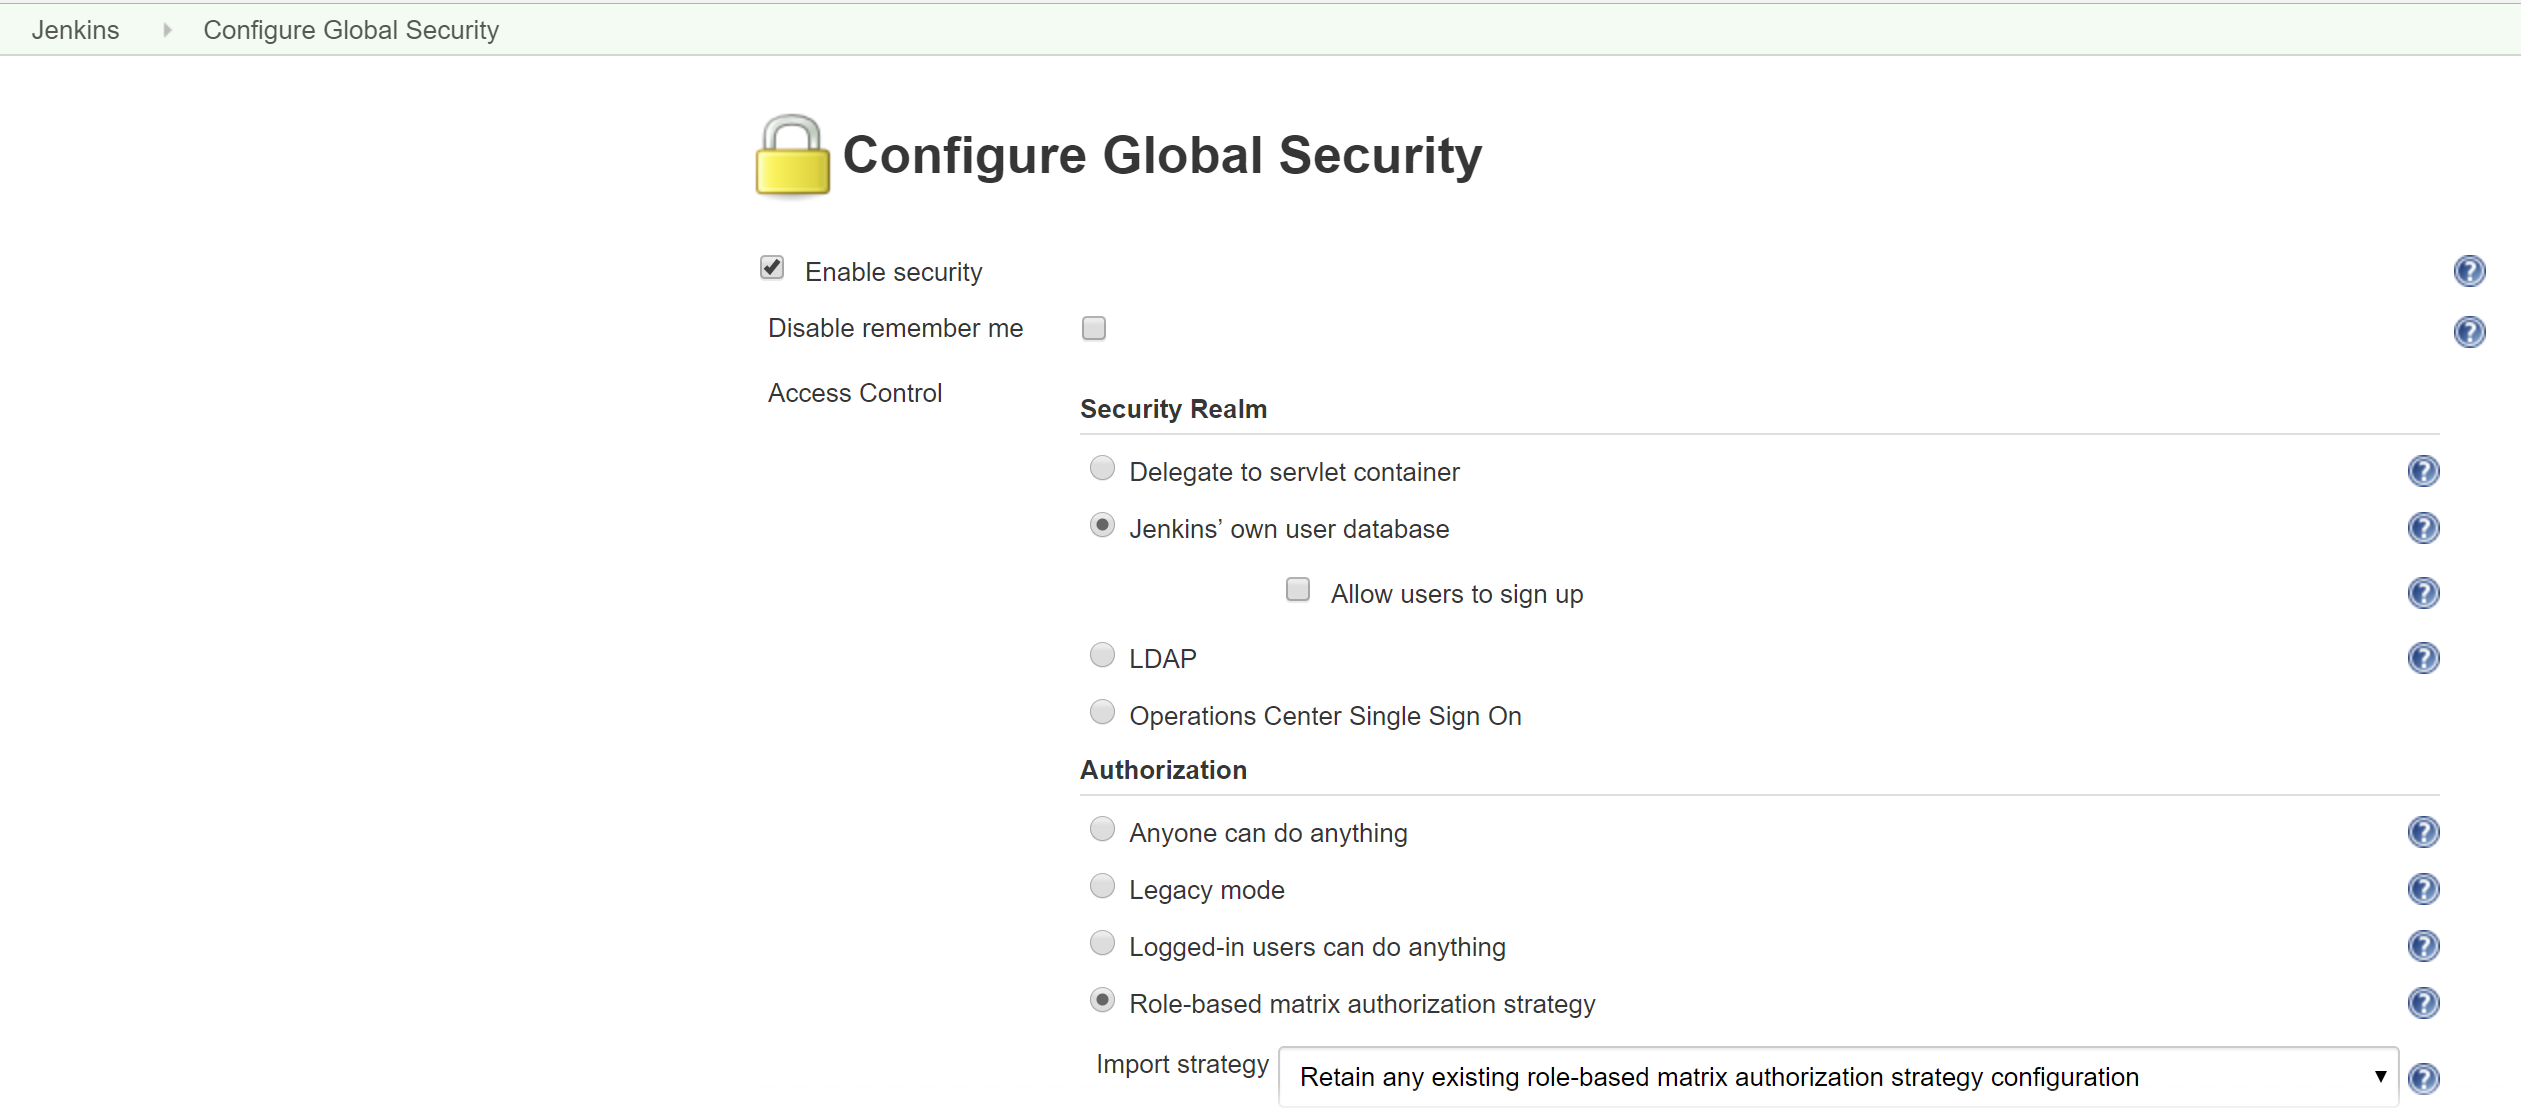 Jenkins Configure Global Security
Configure Global Security
Enable security
Disable remember me
Access Control
Security Realm
Delegate to servlet container
Jenkins’ own user database
Allow users to sign up
LDAP
Operations Center Single Sign On
Authorization
Anyone can do anything
Legacy mode
Logged-in users can do anything
Role-based matrix authorization strategy
Import strategy Retain any existing role-based matrix authorization strategy configuration